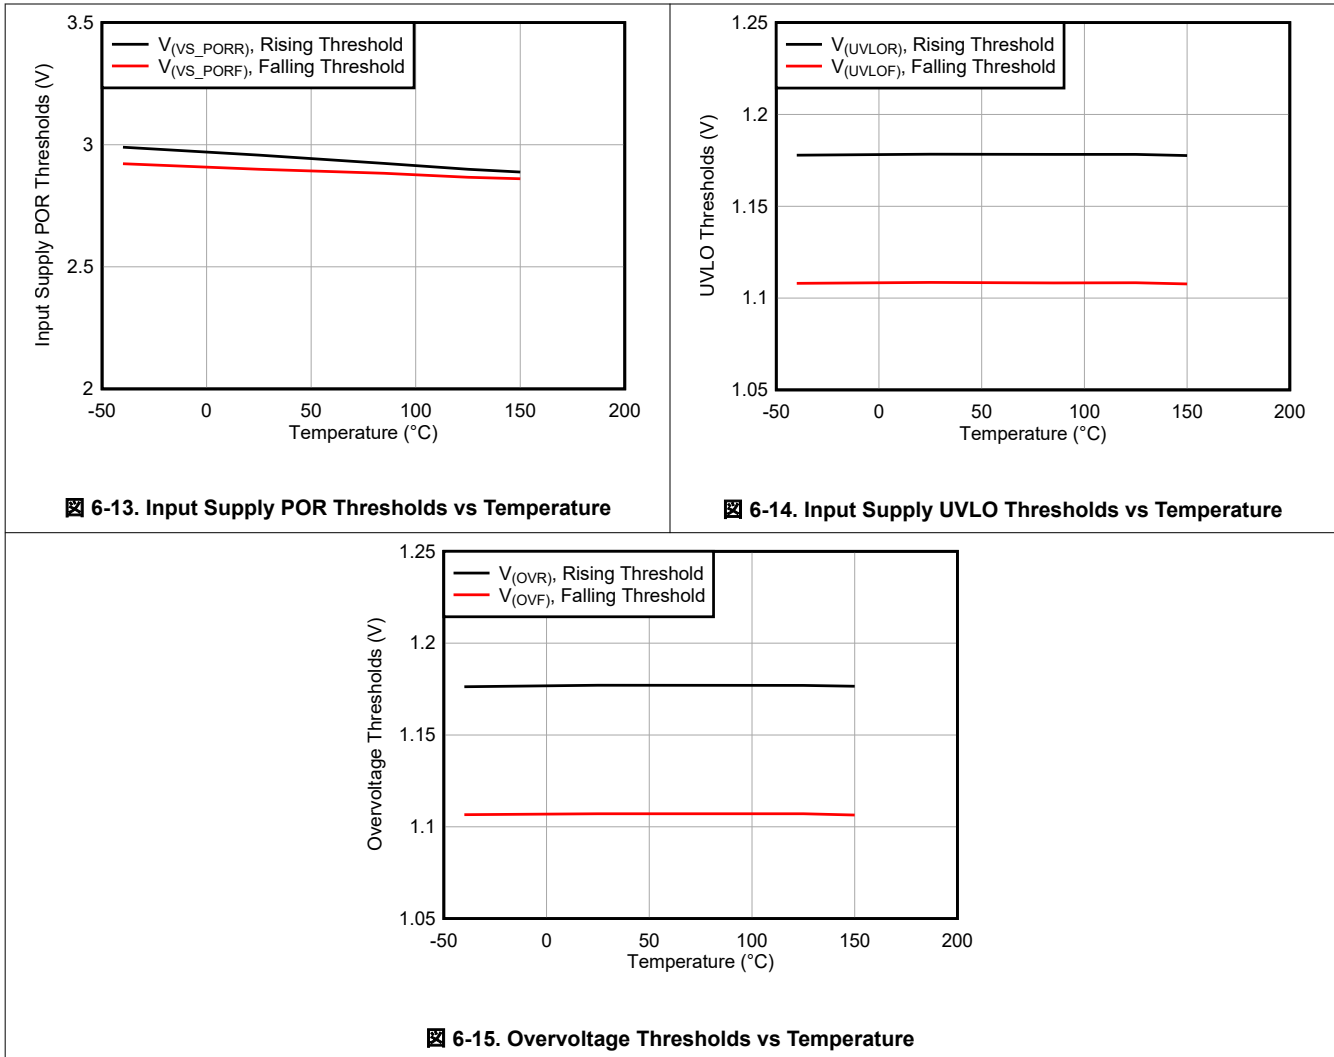 3.5
V(VS_PORR), Rising Threshold
V(VS_PORF), Falling Threshold
3
2.5
2
Input Supply POR Thresholds (V)
-50 0 50 100 150 200
Temperature (°C)
図 6-13. Input Supply POR Thresholds vs Temperature
1.25
V(UVLOR), Rising Threshold
V(UVLOF), Falling Threshold
1.2
1.15
1.1
1.05
UVLO Thresholds (V)
-50 0 50 100 150 200
Temperature (°C)
図 6-14. Input Supply UVLO Thresholds vs Temperature
1.25
V(OVR), Rising Threshold
V(OVF), Falling Threshold
1.2
1.15
1.1
1.05
Overvoltage Thresholds (V)
-50 0 50 100 150 200
Temperature (°C)
図 6-15. Overvoltage Thresholds vs Temperature